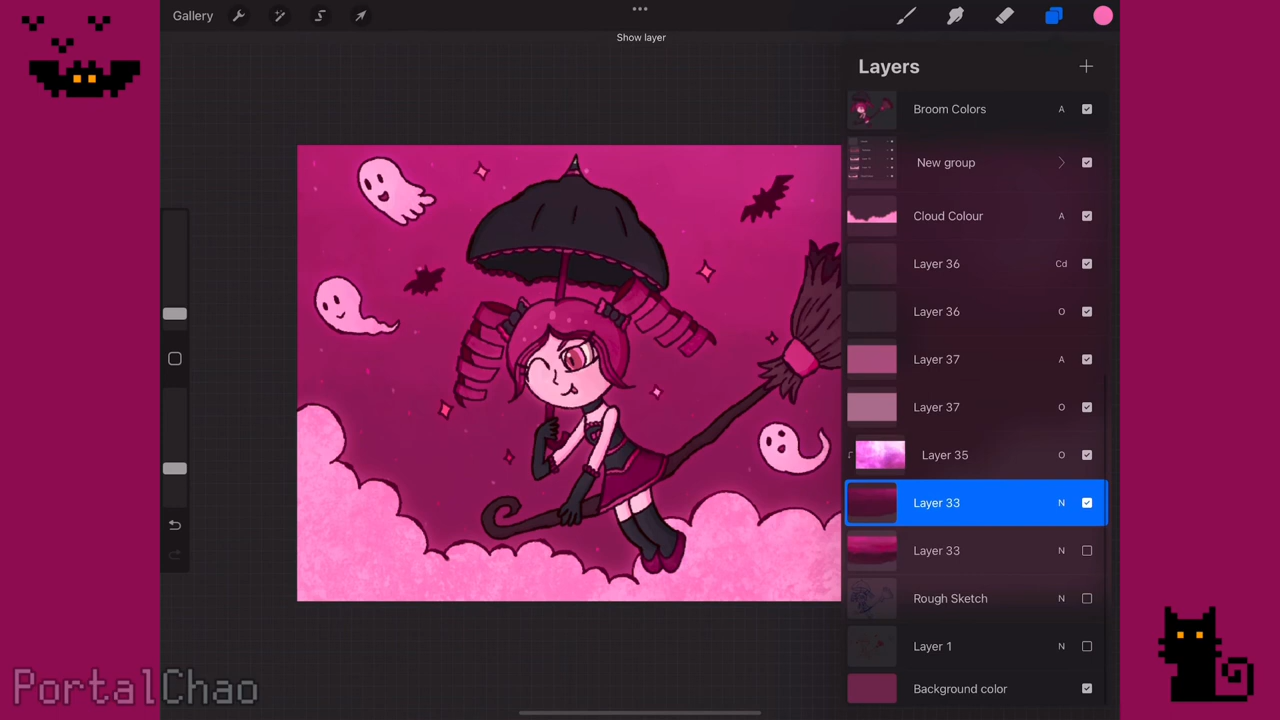 Gallery
Show layer
Layers
Broom Colors A
New group
Cloud Colour A
Layer 36 Cd
Layer 36 O
Layer 37 A
Layer 37 O
Layer 35 O
Layer 33 N
Layer 33 N
Rough Sketch N
Layer 1 N
Background color
PortalChao